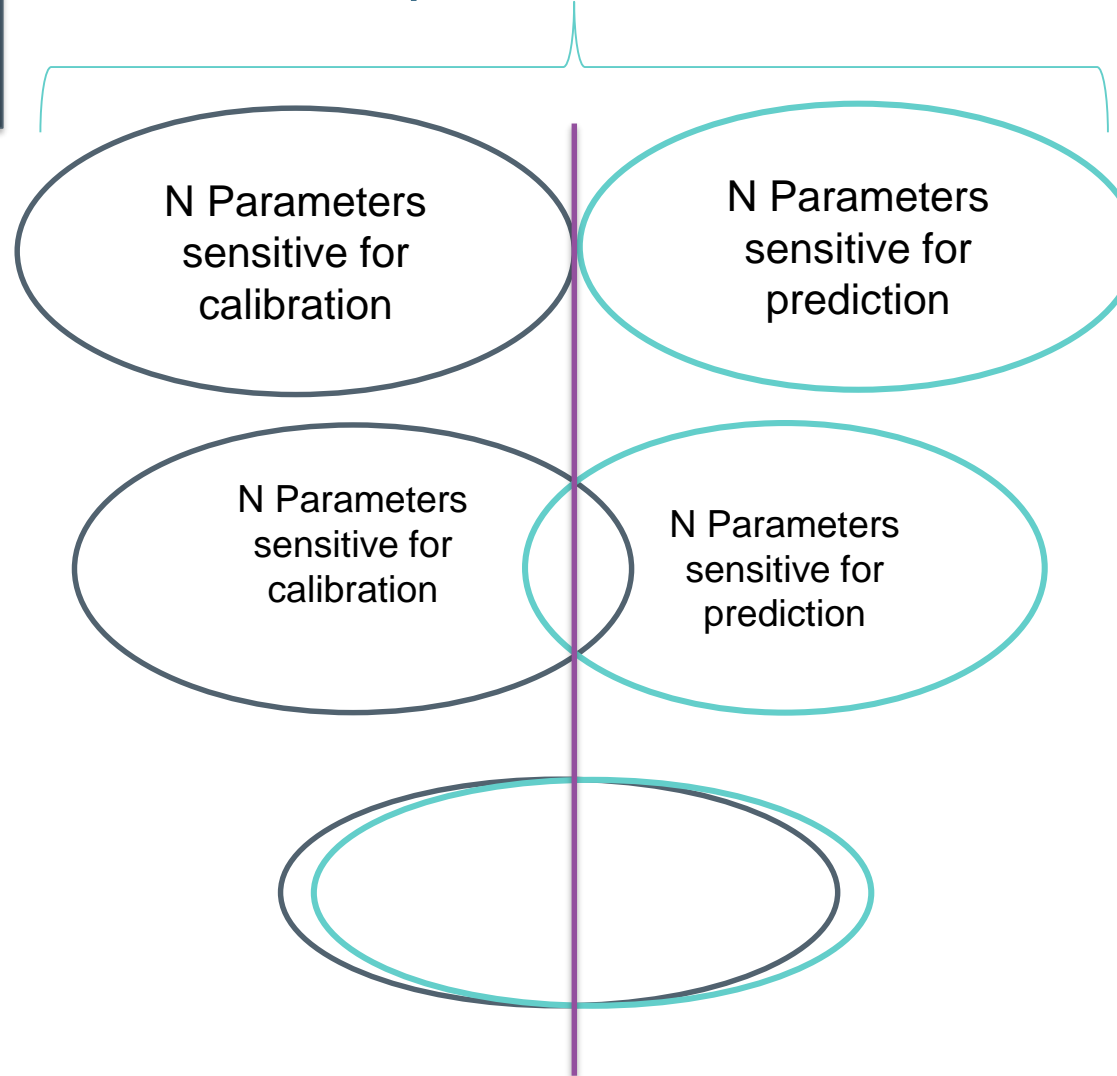 N Parameters
sensitive for
calibration
N Parameters
sensitive for
prediction
N Parameters
sensitive for
calibration
N Parameters
sensitive for
prediction